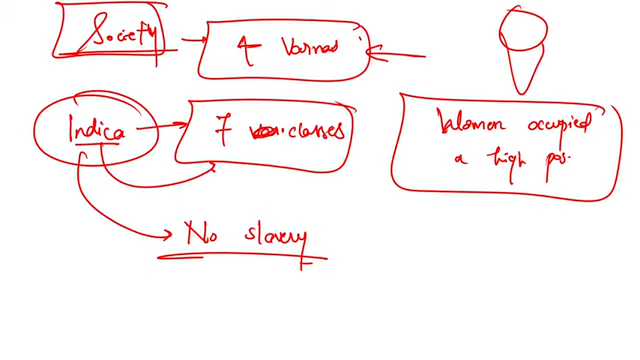 Society
4 Varnas
Indica
7 classes
Women occupied
a high pos.
No slavery